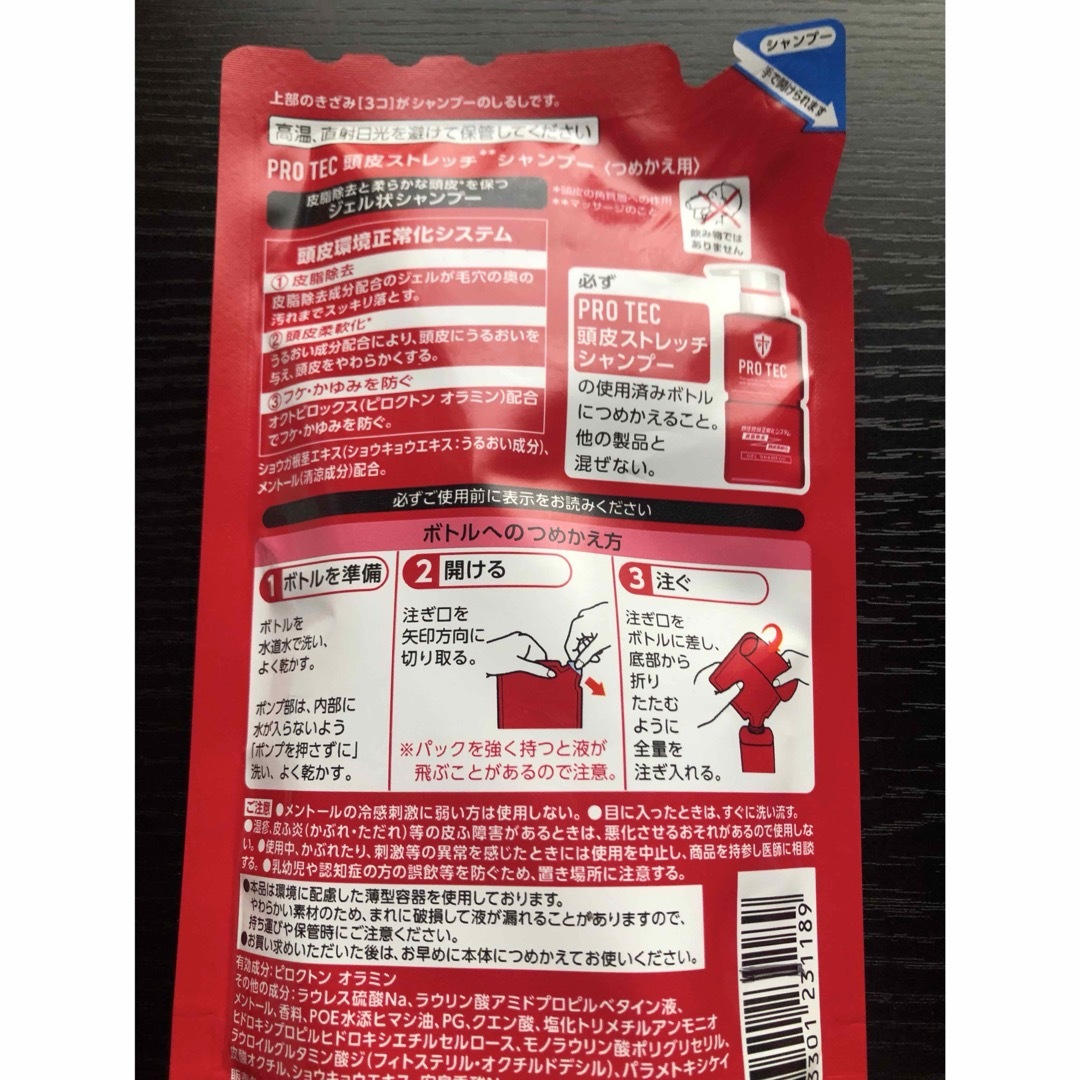 シャンプー
手で開けられます
上部のきざみ[3コ]がシャンプーのしるしです。
高温、直射日光を避けて保管してください
PRO TEC 頭皮ストレッチ**シャンプー〈つめかえ用〉
皮脂除去と柔らかな頭皮*を保つ
ジェル状シャンプー
*頭皮の角質層への作用
**マッサージのこと
飲み物では
ありません
頭皮環境正常化システム
①皮脂除去
皮脂除去成分配合のジェルが毛穴の奥の
汚れまでスッキリ落とす。
②頭皮柔軟化*
うるおい成分配合により、頭皮にうるおいを
与え、頭皮をやわらかくする。
③フケ・かゆみを防ぐ
オクトピロックス(ピロクトン オラミン)配合
でフケ・かゆみを防ぐ。
ショウガ根茎エキス(ショウキョウエキス:うるおい成分)、
メントール(清涼成分)配合。
必ず
PRO TEC
頭皮ストレッチ
シャンプー
の使用済みボトル
につめかえること。
他の製品と
混ぜない。
PRO TEC
必ずご使用前に表示をお読みください
ボトルへのつめかえ方
1 ボトルを準備
ボトルを
水道水で洗い、
よく乾かす。
ポンプ部は、内部に
水が入らないよう
「ポンプを押さずに」
洗い、よく乾かす。
2 開ける
注ぎ口を
矢印方向に
切り取る。
※パックを強く持つと液が
飛ぶことがあるので注意。
3 注ぐ
注ぎ口を
ボトルに差し、
底部から
折り
たたむ
ように
全量を
注ぎ入れる。
ご注意 ●メントールの冷感刺激に弱い方は使用しない。●目に入ったときは、すぐに洗い流す。
●湿疹、皮ふ炎(かぶれ・ただれ)等の皮ふ障害があるときは、悪化させるおそれがあるので使用しな
い。●使用中、かぶれたり、刺激等の異常を感じたときには使用を中止し、商品を持参し医師に相談
する。●乳幼児や認知症の方の誤飲等を防ぐため、置き場所に注意する。
●本品は環境に配慮した薄型容器を使用しております。
やわらかい素材のため、まれに破損して液が漏れることがありますので、
持ち運びや保管時にご注意ください。
●お買い求めいただいた後は、お早めに本体につめかえてお使いください。
有効成分:ピロクトン オラミン
その他の成分:ラウレス硫酸Na、ラウリン酸アミドプロピルベタイン液、
メントール、香料、POE水添ヒマシ油、PG、クエン酸、塩化トリメチルアンモニオ
ヒドロキシプロピルヒドロキシエチルセルロース、モノラウリン酸ポリグリセリル、
ラウロイルグルタミン酸ジ(フィトステリル・オクチルドデシル)、パラメトキシケイ
皮酸オクチル、ショウキョウエキス、安息香酸Na
3301 231189